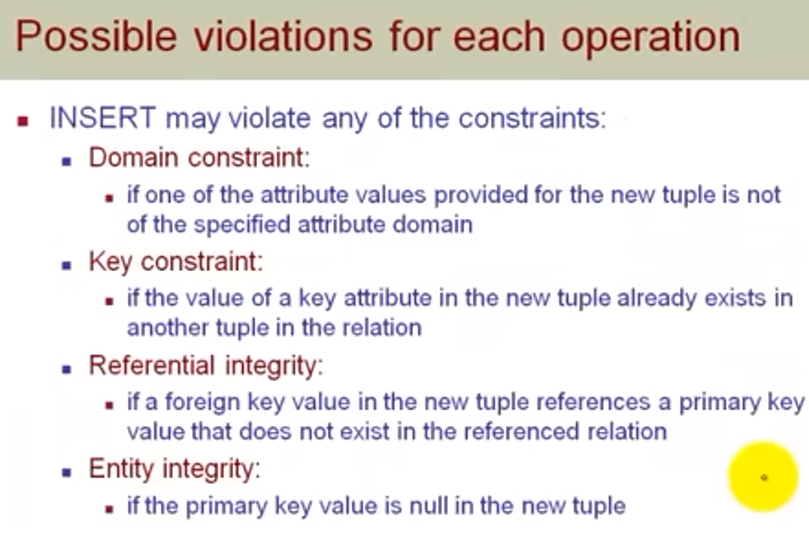 Possible violations for each operation
INSERT may violate any of the constraints:
Domain constraint:
if one of the attribute values provided for the new tuple is not
of the specified attribute domain
Key constraint:
if the value of a key attribute in the new tuple already exists in
another tuple in the relation
Referential integrity:
if a foreign key value in the new tuple references a primary key
value that does not exist in the referenced relation
Entity integrity:
if the primary key value is null in the new tuple